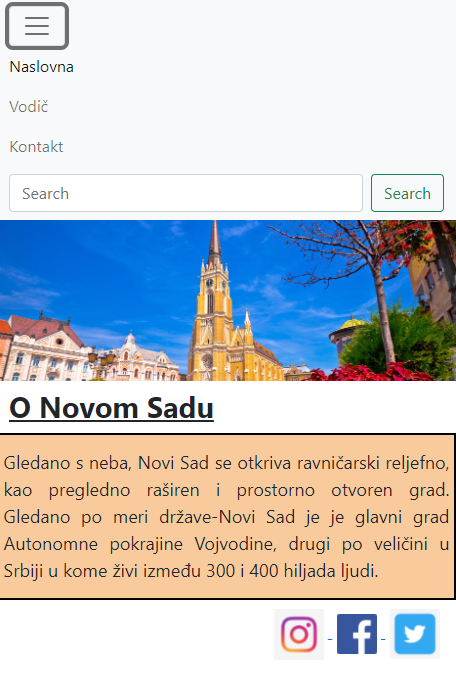 Naslovna
Vodič
Kontakt
Search Search
O Novom Sadu
Gledano s neba, Novi Sad se otkriva ravničarski reljefno,
kao pregledno raširen i prostorno otvoren grad.
Gledano po meri države-Novi Sad je je glavni grad
Autonomne pokrajine Vojvodine, drugi po veličini u
Srbiji u kome živi između 300 i 400 hiljada ljudi.
- -